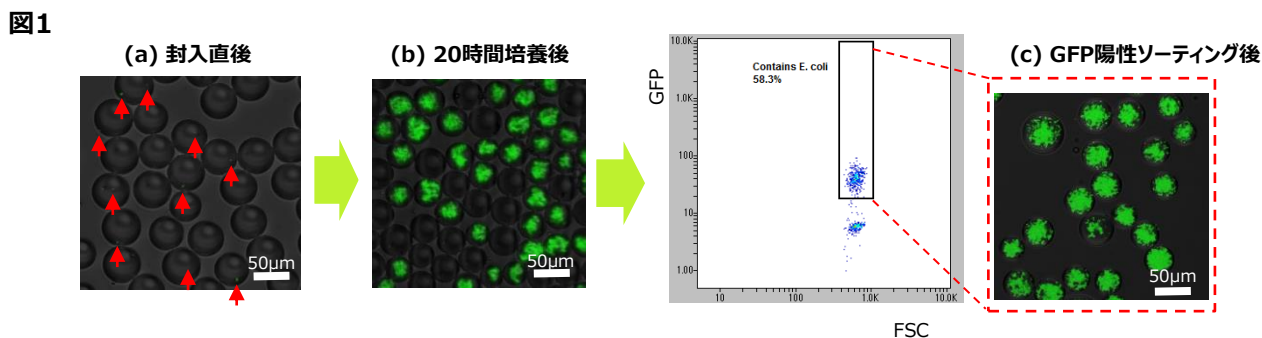 図1
(a) 封入直後
(b) 20時間培養後
(c) GFP陽性ソーティング後
50μm
50μm
50μm
GFP
10.0K
1.0K
100
10
1.00
Contains E. coli
58.3%
10
100
1.0K
10.0K
FSC